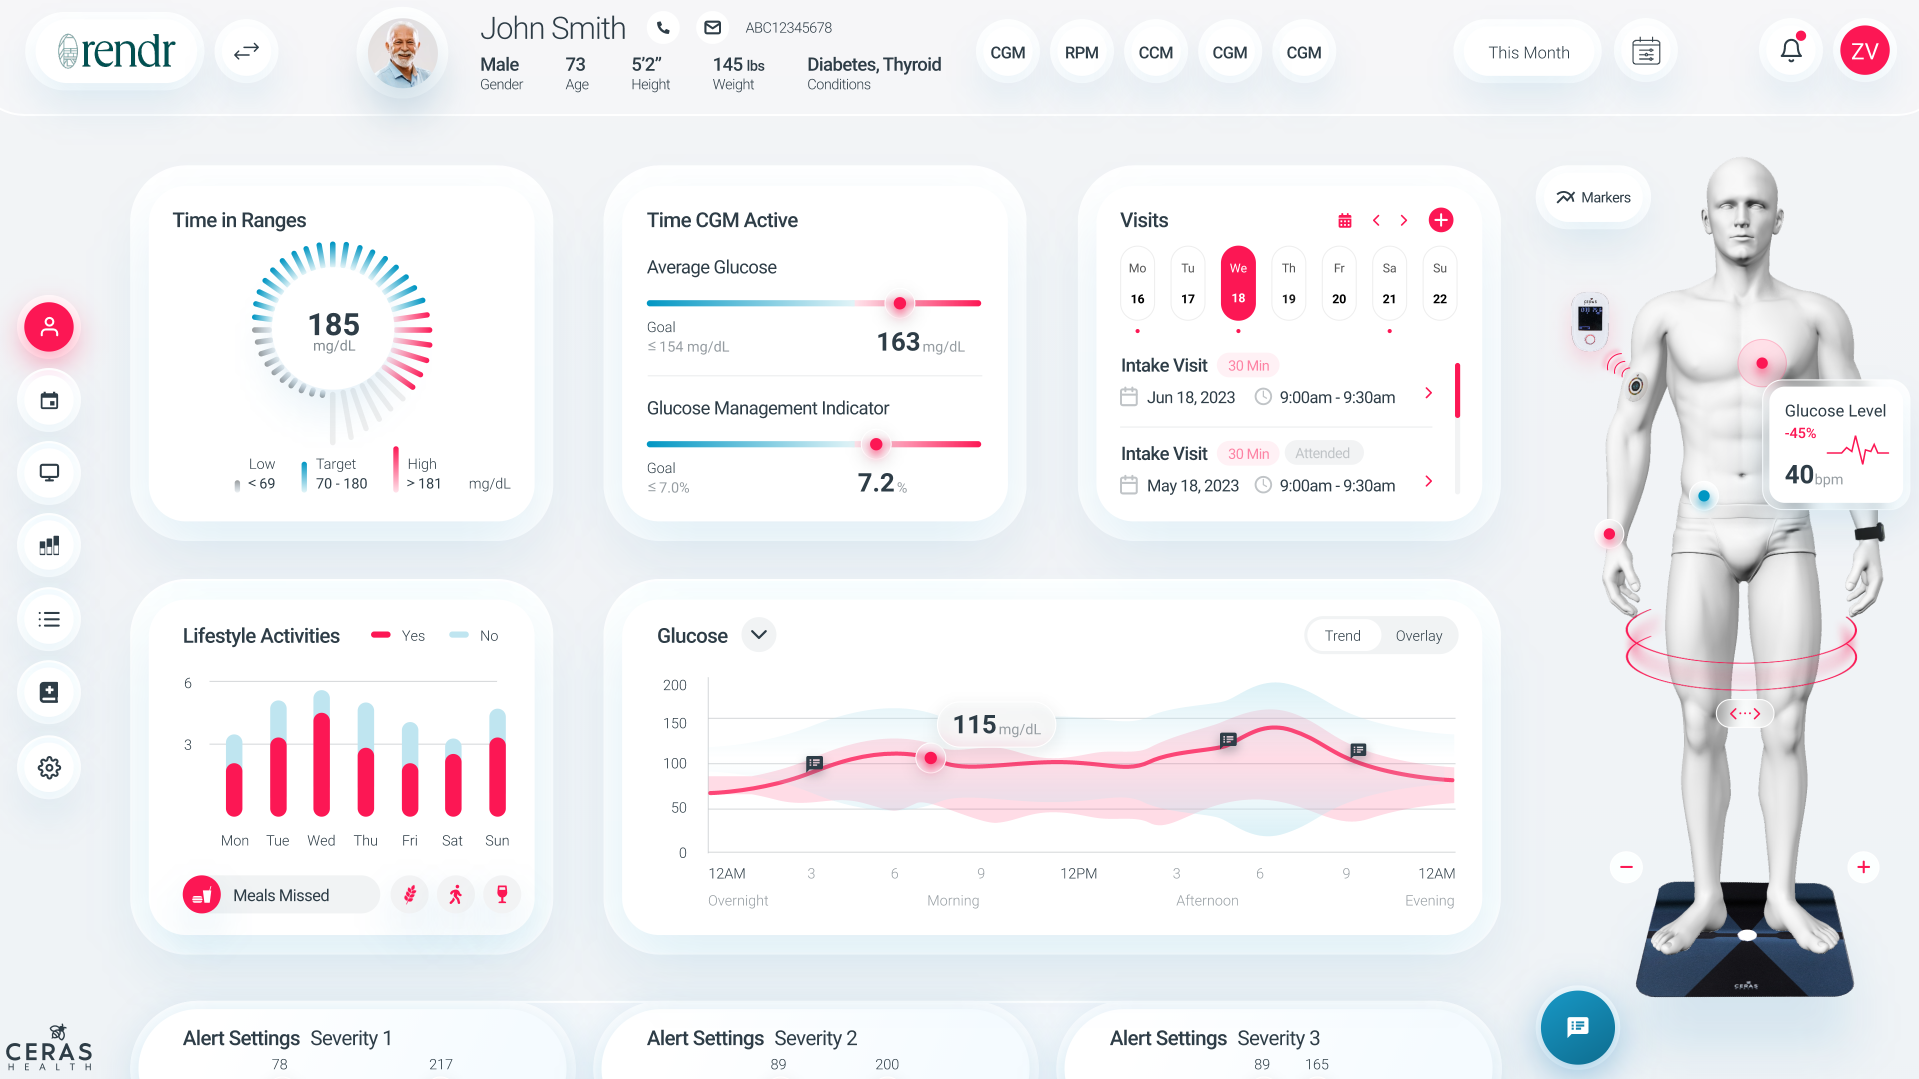 rendr
John Smith
ABC12345678
Male
73
5’2”
145 lbs
Diabetes, Thyroid
Gender
Age
Height
Weight
Conditions
CGM
RPM
CCM
CGM
CGM
This Month
ZV
Time in Ranges
185
mg/dL
Low
< 69
Target
70 - 180
High
> 181
mg/dL
Time CGM Active
Average Glucose
Goal
≤ 154 mg/dL
163 mg/dL
Glucose Management Indicator
Goal
≤ 7.0%
7.2 %
Visits
Mo Tu We Th Fr Sa Su
16 17 18 19 20 21 22
Intake Visit 30 Min
Jun 18, 2023 9:00am - 9:30am
Intake Visit 30 Min Attended
May 18, 2023 9:00am - 9:30am
Markers
Glucose Level
-45%
40 bpm
Lifestyle Activities
Yes No
6
3
Mon Tue Wed Thu Fri Sat Sun
Meals Missed
Glucose
Trend Overlay
200
150
100
50
0
115 mg/dL
12AM 3 6 9 12PM 3 6 9 12AM
Overnight Morning Afternoon Evening
CERAS
Alert Settings Severity 1
78 217
Alert Settings Severity 2
89 200
Alert Settings Severity 3
89 165
CERAS
HEALTH